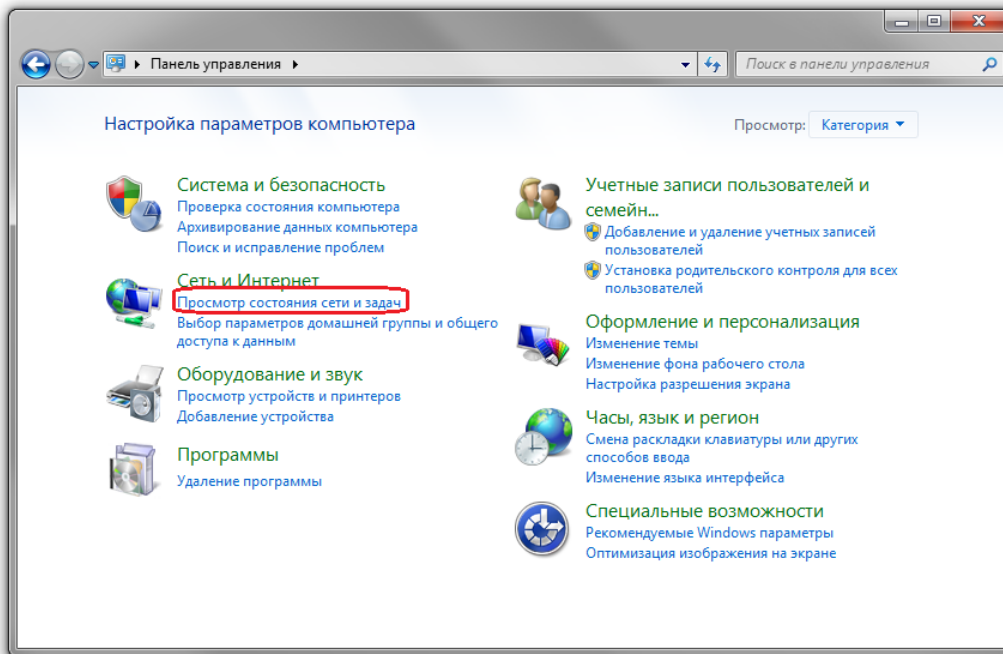 Панель управления
Поиск в панели управления
Настройка параметров компьютера
Просмотр: Категория
Система и безопасность
Проверка состояния компьютера
Архивирование данных компьютера
Поиск и исправление проблем
Сеть и Интернет
Просмотр состояния сети и задач
Выбор параметров домашней группы и общего
доступа к данным
Оборудование и звук
Просмотр устройств и принтеров
Добавление устройства
Программы
Удаление программы
Учетные записи пользователей и
семейн...
Добавление и удаление учетных записей
пользователей
Установка родительского контроля для всех
пользователей
Оформление и персонализация
Изменение темы
Изменение фона рабочего стола
Настройка разрешения экрана
Часы, язык и регион
Смена раскладки клавиатуры или других
способов ввода
Изменение языка интерфейса
Специальные возможности
Рекомендуемые Windows параметры
Оптимизация изображения на экране